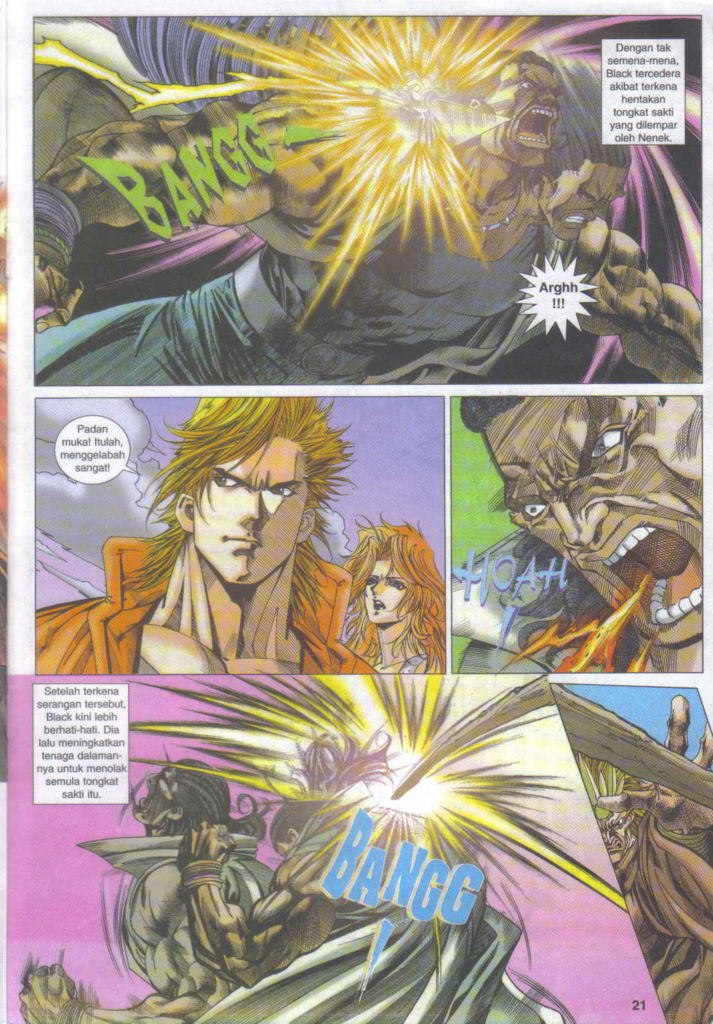 Dengan tak
semena-mena,
Black tercedera
akibat terkena
hentakan
tongkat sakti
yang dilempar
oleh Nenek.
BANGG
Arghh
!!!
Padan
muka! Itulah,
menggelabah
sangat!
HOAH
!
Setelah terkena
serangan tersebut,
Black kini lebih
berhati-hati. Dia
lalu meningkatkan
tenaga dalaman-
nya untuk menolak
semula tongkat
sakti itu.
BANGG
!
21